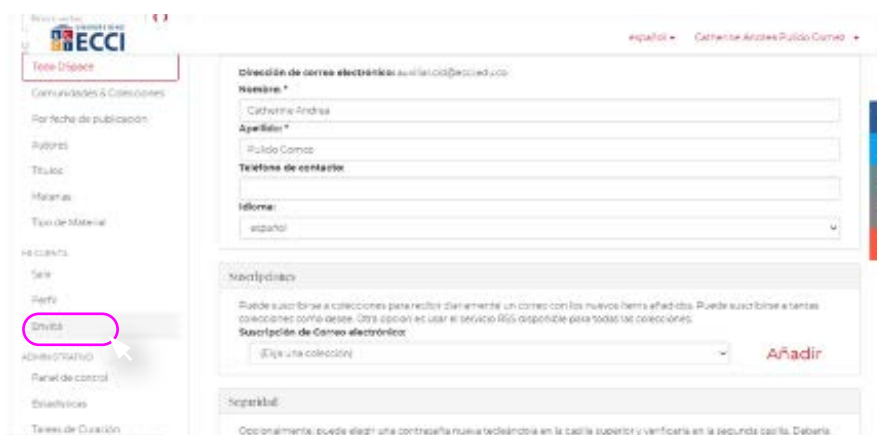 UNIVERSIDAD
ECCI
español
Catherine Andrea Pulido Gomez
Todo DSpace
Comunidades & Colecciones
Por fecha de publicación
Autores
Títulos
Materias
Tipo de Material
MI CUENTA
Salir
Perfil
Envíos
ADMINISTRATIVO
Panel de control
Estadísticas
Tareas de Curación
Dirección de correo electrónico:
Nombre: *
Catherine Andrea
Apellido: *
Pulido Gomez
Teléfono de contacto:
Idioma:
español
Suscripciones
Puede suscribirse a colecciones para recibir diariamente un correo con los nuevos ítems añadidos. Puede suscribirse a tantas
colecciones como desee. Otra opción es usar el servicio RSS disponible para todas las colecciones.
Suscripción de Correo electrónico:
(Elija una colección)
Añadir
Seguridad
Opcionalmente, puede elegir una contraseña nueva tecleándola en la casilla superior y verificarla en la segunda casilla. Debería